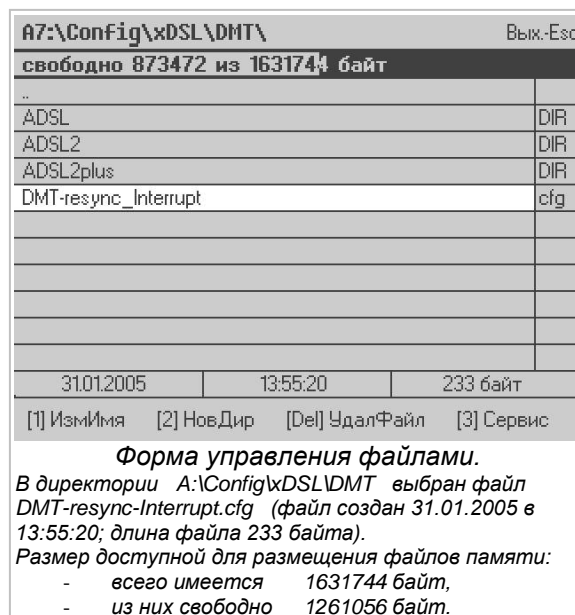 A7:\Config\xDSL\DMT\ Вых.-Esc
свободно 873472 из 1631744 байт
..
ADSL DIR
ADSL2 DIR
ADSL2plus DIR
DMT-resync_Interrupt cfg
31.01.2005 13:55:20 233 байт
[1] ИзмИмя [2] НовДир [Del] УдалФайл [3] Сервис
Форма управления файлами.
В директории A:\Config\xDSL\DMT выбран файл
DMT-resync-Interrupt.cfg (файл создан 31.01.2005 в
13:55:20; длина файла 233 байта).
Размер доступной для размещения файлов памяти:
- всего имеется 1631744 байт,
- из них свободно 1261056 байт.